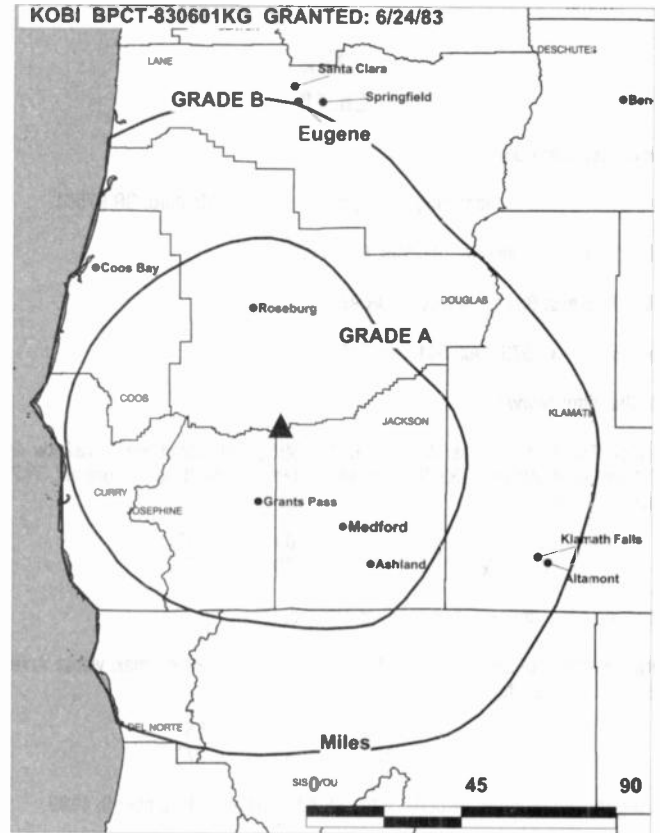 KOBI BPCT-830601KG GRANTED: 6/24/83
DESCHUTES
LANE
Santa Clara
GRADE B
Springfield
Ben
Eugene
Coos Bay
Roseburg
DOUGLAS
GRADE A
COOS
JACKSON
KLAMATH
CURRY
JOSEPHINE
Grants Pass
Medford
Klamath Falls
Ashland
Altamont
DEL NORTE
Miles
0 45 90